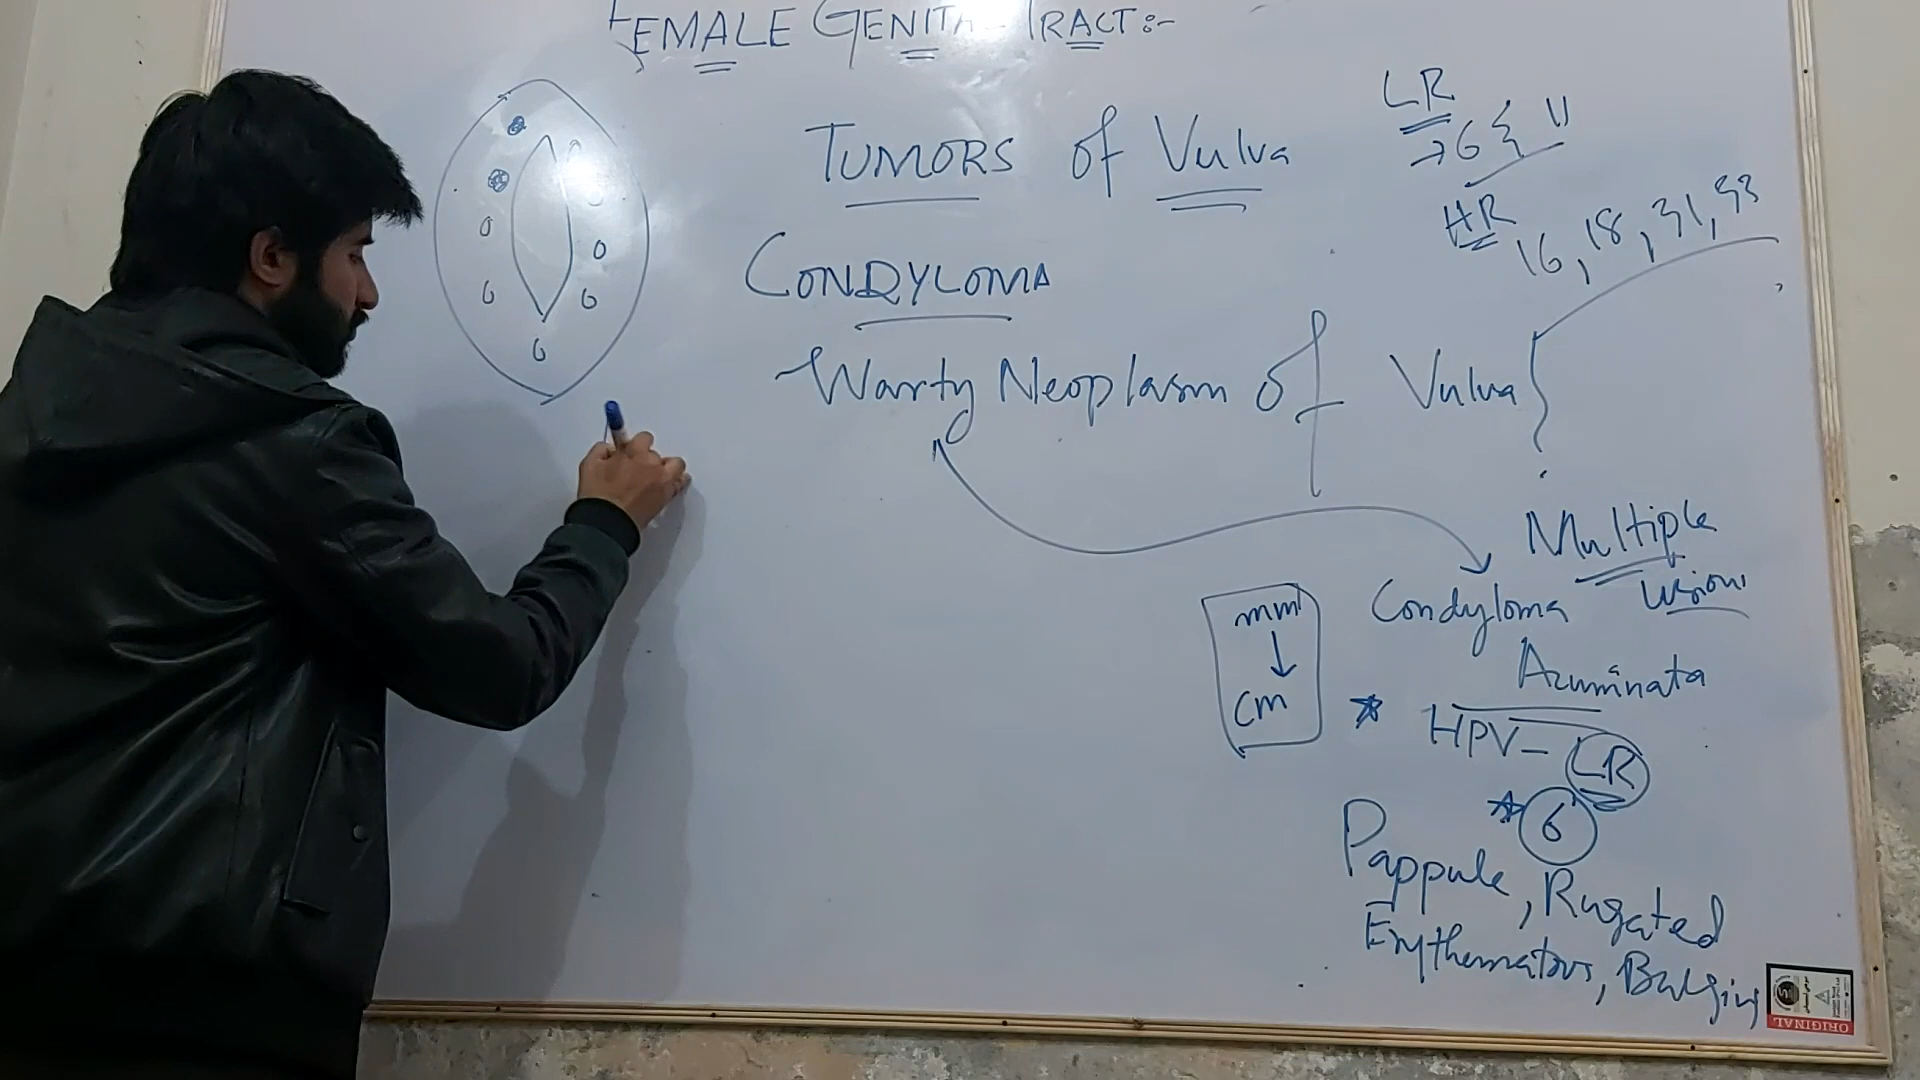 FEMALE GENITAL TRACT:-
LR
→ 6 } 11
TUMORS of Vulva
HR
16, 18, 31, 33
CONDYLOMA
Warty Neoplasm of Vulva
Multiple
Lesions
mm
↓
cm
Condyloma
Acuminata
HPV-LR
6
Pappule, Rugated
Erythematous, Bulging
ORIGINAL